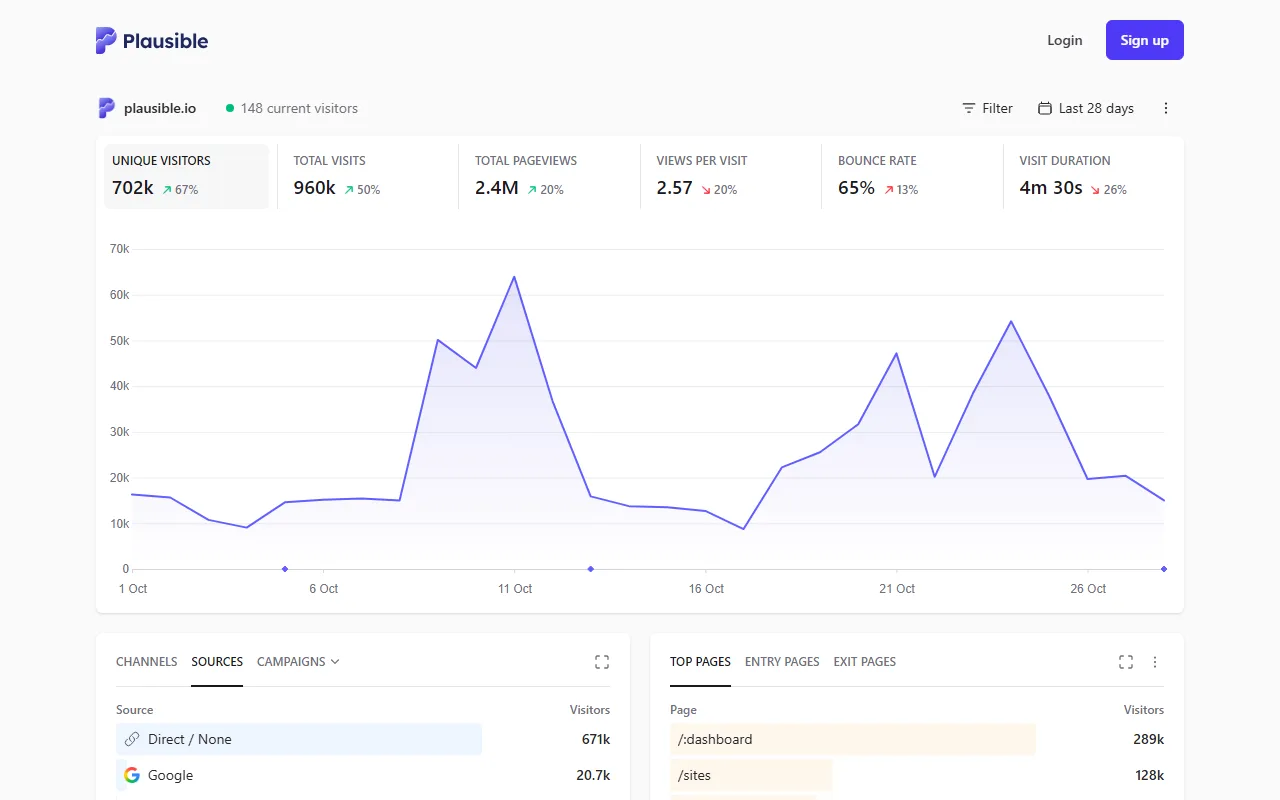 Plausible
Login
Sign up
plausible.io
148 current visitors
Filter
Last 28 days
UNIQUE VISITORS
702k 67%
TOTAL VISITS
960k 50%
TOTAL PAGEVIEWS
2.4M 20%
VIEWS PER VISIT
2.57 20%
BOUNCE RATE
65% 13%
VISIT DURATION
4m 30s 26%
70k
60k
50k
40k
30k
20k
10k
0
1 Oct
6 Oct
11 Oct
16 Oct
21 Oct
26 Oct
CHANNELS SOURCES CAMPAIGNS
Source Visitors
Direct / None 671k
Google 20.7k
TOP PAGES ENTRY PAGES EXIT PAGES
Page Visitors
/:dashboard 289k
/sites 128k